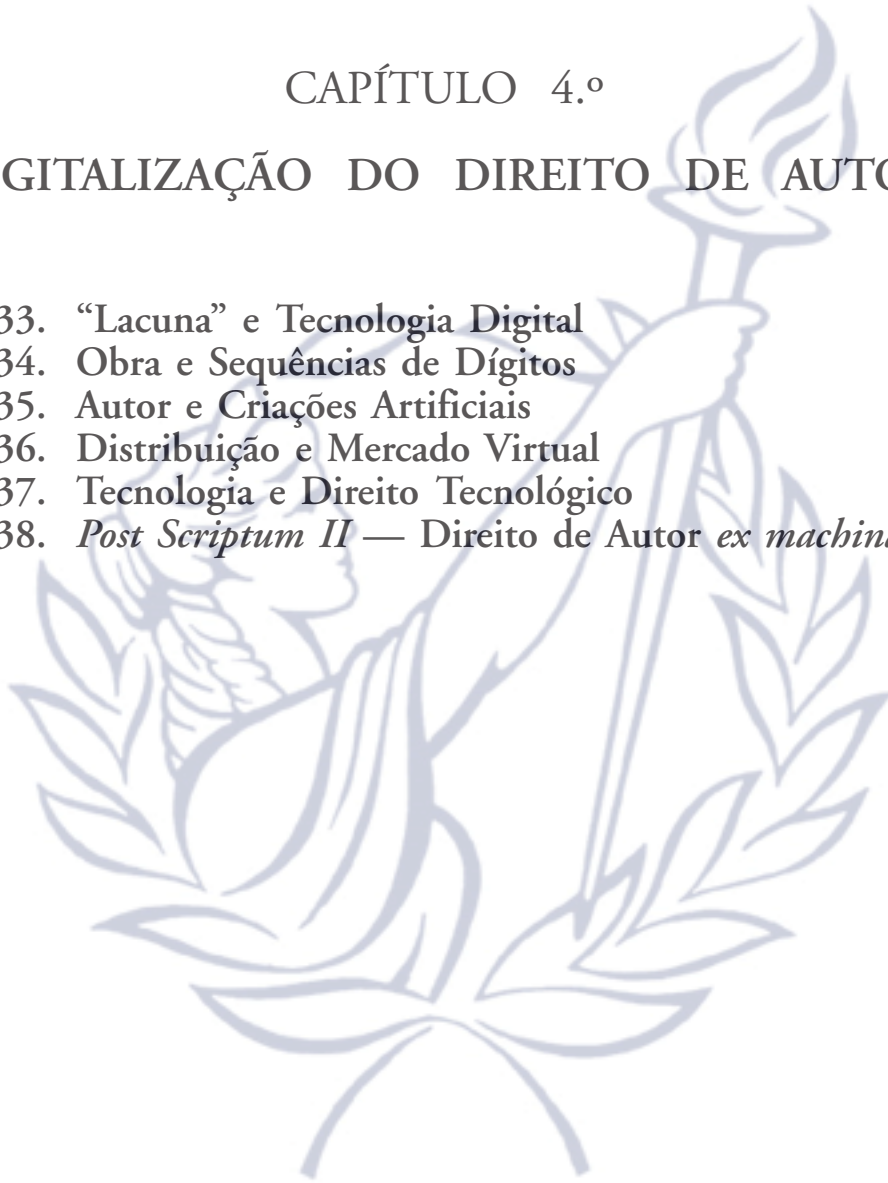 CAPÍTULO 4.º
GITALIZAÇÃO DO DIREITO DE AUTO
33. “Lacuna” e Tecnologia Digital
34. Obra e Sequências de Dígitos
35. Autor e Criações Artificiais
36. Distribuição e Mercado Virtual
37. Tecnologia e Direito Tecnológico
38. Post Scriptum II — Direito de Autor ex machina